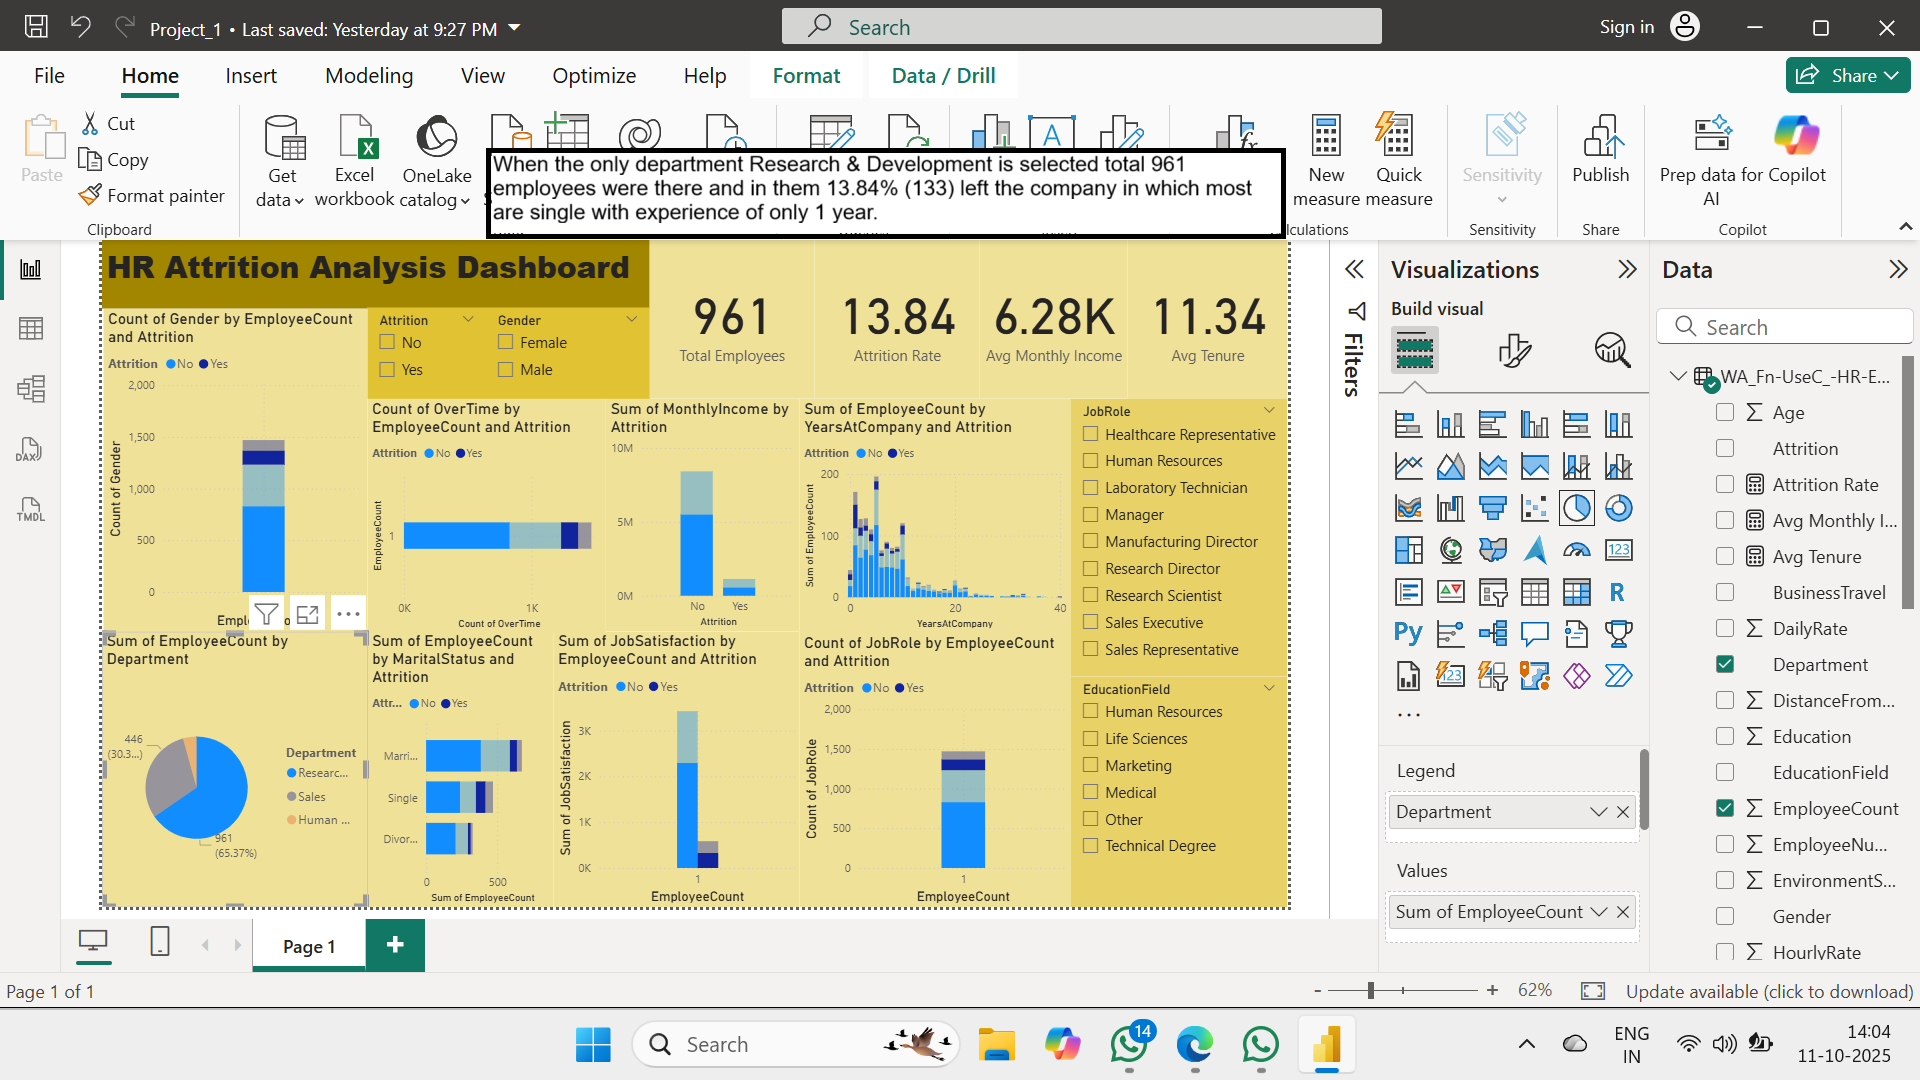 Project_1 • Last saved: Yesterday at 9:27 PM
Search
Sign in
File Home Insert Modeling View Optimize Help Format Data / Drill
Share
Paste
Cut
Copy
Format painter
Clipboard
Get data
Excel workbook
OneLake catalog
When the only department Research & Development is selected total 961
employees were there and in them 13.84% (133) left the company in which most
are single with experience of only 1 year.
New measure
Quick measure
Sensitivity
Sensitivity
Publish
Share
Prep data for AI
Copilot
Copilot
HR Attrition Analysis Dashboard
961
Total Employees
13.84
Attrition Rate
6.28K
Avg Monthly Income
11.34
Avg Tenure
Count of Gender by EmployeeCount
and Attrition
Attrition No Yes
2,000
1,500
1,000
500
0
Count of Gender
Attrition
No
Yes
Gender
Female
Male
Count of OverTime by
EmployeeCount and Attrition
Attrition No Yes
EmployeeCount
1
0K 1K
Count of OverTime
Sum of MonthlyIncome by
Attrition
10M
5M
0M
No Yes
Attrition
Sum of EmployeeCount by
YearsAtCompany and Attrition
Attrition No Yes
Sum of EmployeeCount
200
100
0
0 20 40
YearsAtCompany
JobRole
Healthcare Representative
Human Resources
Laboratory Technician
Manager
Manufacturing Director
Research Director
Research Scientist
Sales Executive
Sales Representative
Sum of EmployeeCount by
Department
446
(30.3...)
961
(65.37%)
Department
Researc...
Sales
Human ...
Sum of EmployeeCount
by MaritalStatus and
Attrition
Attr... No Yes
Marri...
Single
Divor...
0 500
Sum of EmployeeCount
Sum of JobSatisfaction by
EmployeeCount and Attrition
Attrition No Yes
Sum of JobSatisfaction
3K
2K
1K
0K
1
EmployeeCount
Count of JobRole by EmployeeCount
and Attrition
Attrition No Yes
Count of JobRole
2,000
1,500
1,000
500
0
1
EmployeeCount
EducationField
Human Resources
Life Sciences
Marketing
Medical
Other
Technical Degree
Filters
Visualizations
Build visual
123
R
Py
123
...
Legend
Department
Values
Sum of EmployeeCount
Data
Search
WA_Fn-UseC_-HR-E...
Age
Attrition
Attrition Rate
Avg Monthly I...
Avg Tenure
BusinessTravel
DailyRate
Department
DistanceFrom...
Education
EducationField
EmployeeCount
EmployeeNu...
EnvironmentS...
Gender
HourlyRate
DAX
TMDL
Page 1
Page 1 of 1
- + 62%
Update available (click to download)
Search
14
ENG
IN
14:04
11-10-2025